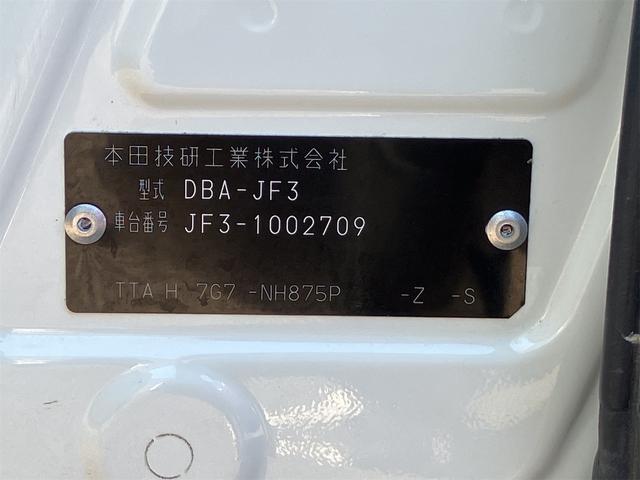 本田技研工業株式会社
型式 DBA-JF3
車台番号 JF3-1002709
TTA H 7G7 -NH875P -Z -S